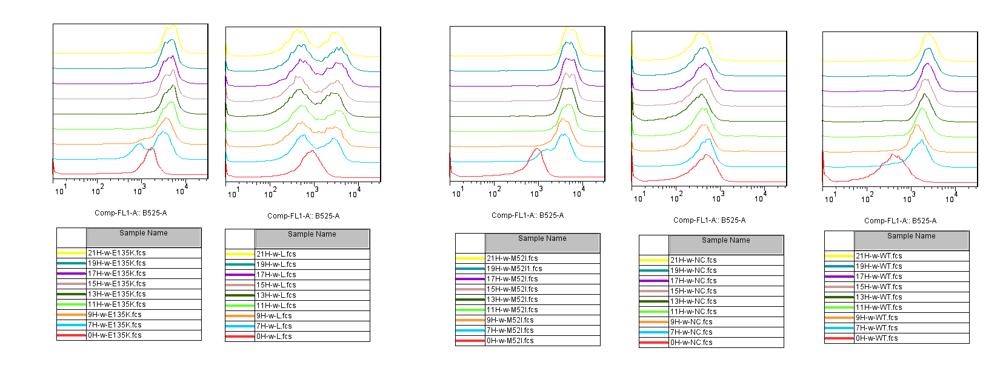 10^1 10^2 10^3 10^4
Comp-FL1-A:: B525-A
Sample Name
21H-w-E135K.fcs
19H-w-E135K.fcs
17H-w-E135K.fcs
15H-w-E135K.fcs
13H-w-E135K.fcs
11H-w-E135K.fcs
9H-w-E135K.fcs
7H-w-E135K.fcs
0H-w-E135K.fcs
10^1 10^2 10^3 10^4
Comp-FL1-A:: B525-A
Sample Name
21H-w-L.fcs
19H-w-L.fcs
17H-w-L.fcs
15H-w-L.fcs
13H-w-L.fcs
11H-w-L.fcs
9H-w-L.fcs
7H-w-L.fcs
0H-w-L.fcs
10^1 10^2 10^3 10^4
Comp-FL1-A:: B525-A
Sample Name
21H-w-M52I.fcs
19H-w-M52I1.fcs
17H-w-M52I.fcs
15H-w-M52I.fcs
13H-w-M52I.fcs
11H-w-M52I.fcs
9H-w-M52I.fcs
7H-w-M52I.fcs
0H-w-M52I.fcs
10^1 10^2 10^3 10^4
Comp-FL1-A:: B525-A
Sample Name
21H-w-NC.fcs
19H-w-NC.fcs
17H-w-NC.fcs
15H-w-NC.fcs
13H-w-NC.fcs
11H-w-NC.fcs
9H-w-NC.fcs
7H-w-NC.fcs
0H-w-NC.fcs
10^1 10^2 10^3 10^4
Comp-FL1-A:: B525-A
Sample Name
21H-w-WT.fcs
19H-w-WT.fcs
17H-w-WT.fcs
15H-w-WT.fcs
13H-w-WT.fcs
11H-w-WT.fcs
9H-w-WT.fcs
7H-w-WT.fcs
0H-w-WT.fcs